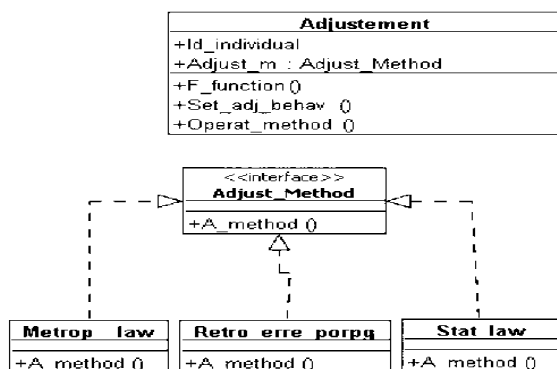 Adjustement
+Id_individual
+Adjust_m : Adjust_Method
+F_function ()
+Set_adj_behav ()
+Operat_method ()
<<interface>>
Adjust_Method
+A_method ()
Metrop law
+A_method ()
Retro erre porpg
+A_method ()
Stat law
+A_method ()